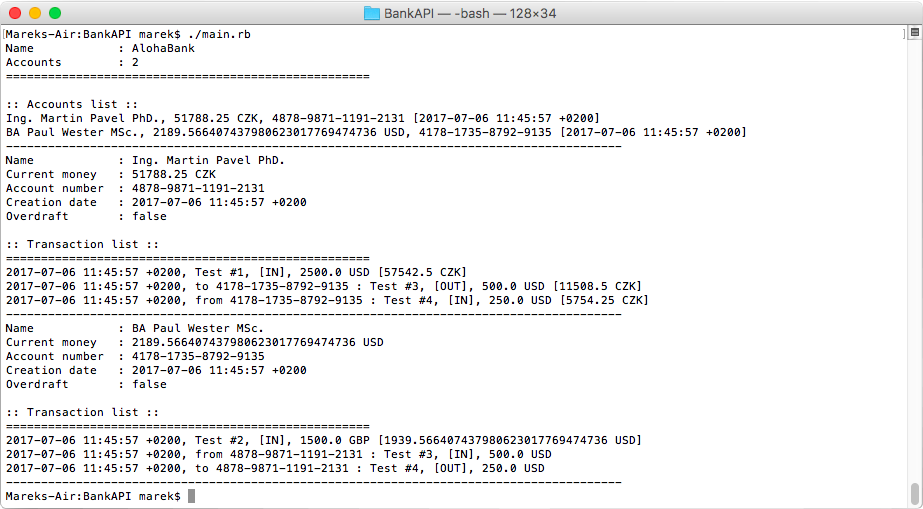 BankAPI — -bash — 128×34
[Mareks-Air:BankAPI marek$ ./main.rb ]
Name : AlohaBank
Accounts : 2
====================================================
:: Accounts list ::
Ing. Martin Pavel PhD., 51788.25 CZK, 4878-9871-1191-2131 [2017-07-06 11:45:57 +0200]
BA Paul Wester MSc., 2189.566407437980623017769474736 USD, 4178-1735-8792-9135 [2017-07-06 11:45:57 +0200]
----------------------------------------------------------------------------------------
Name : Ing. Martin Pavel PhD.
Current money : 51788.25 CZK
Account number : 4878-9871-1191-2131
Creation date : 2017-07-06 11:45:57 +0200
Overdraft : false
:: Transaction list ::
====================================================
2017-07-06 11:45:57 +0200, Test #1, [IN], 2500.0 USD [57542.5 CZK]
2017-07-06 11:45:57 +0200, to 4178-1735-8792-9135 : Test #3, [OUT], 500.0 USD [11508.5 CZK]
2017-07-06 11:45:57 +0200, from 4178-1735-8792-9135 : Test #4, [IN], 250.0 USD [5754.25 CZK]
----------------------------------------------------------------------------------------
Name : BA Paul Wester MSc.
Current money : 2189.566407437980623017769474736 USD
Account number : 4178-1735-8792-9135
Creation date : 2017-07-06 11:45:57 +0200
Overdraft : false
:: Transaction list ::
====================================================
2017-07-06 11:45:57 +0200, Test #2, [IN], 1500.0 GBP [1939.566407437980623017769474736 USD]
2017-07-06 11:45:57 +0200, from 4878-9871-1191-2131 : Test #3, [IN], 500.0 USD
2017-07-06 11:45:57 +0200, to 4878-9871-1191-2131 : Test #4, [OUT], 250.0 USD
----------------------------------------------------------------------------------------
Mareks-Air:BankAPI marek$